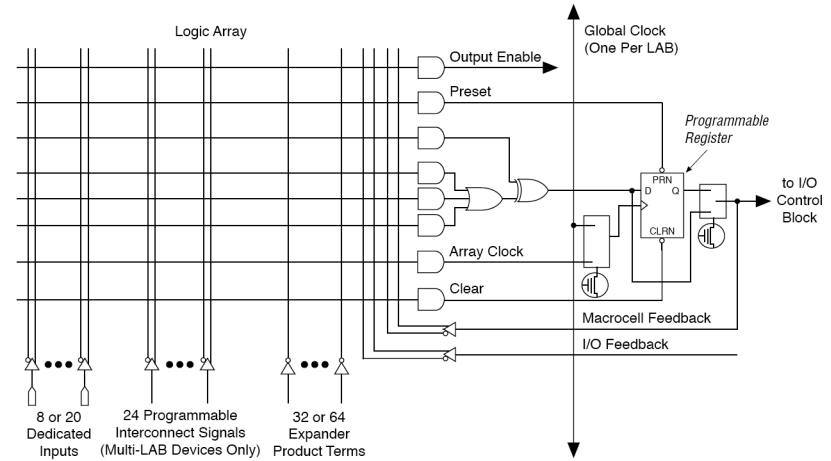 Logic Array
Global Clock
(One Per LAB)
Output Enable
Preset
Programmable
Register
PRN
D
Q
to I/O
Control
Block
CLRN
Array Clock
Clear
Macrocell Feedback
I/O Feedback
8 or 20
Dedicated
Inputs
24 Programmable
Interconnect Signals
(Multi-LAB Devices Only)
32 or 64
Expander
Product Terms